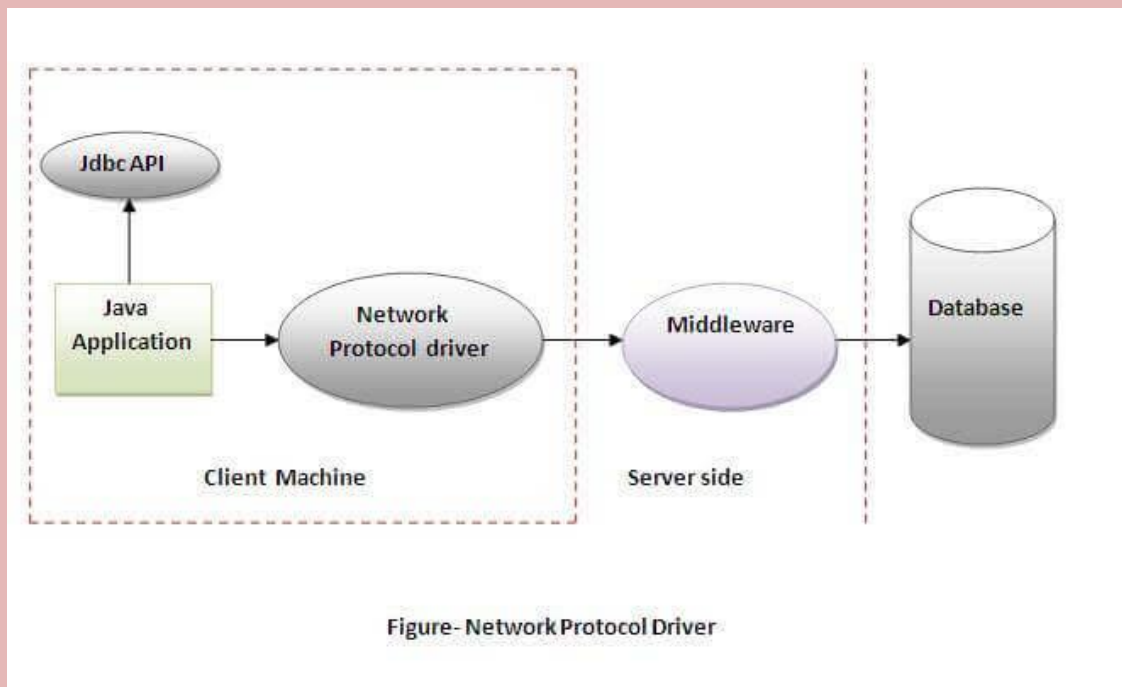 Jdbc API
Java
Application
Network
Protocol driver
Middleware
Database
Client Machine
Server side
Figure- Network Protocol Driver